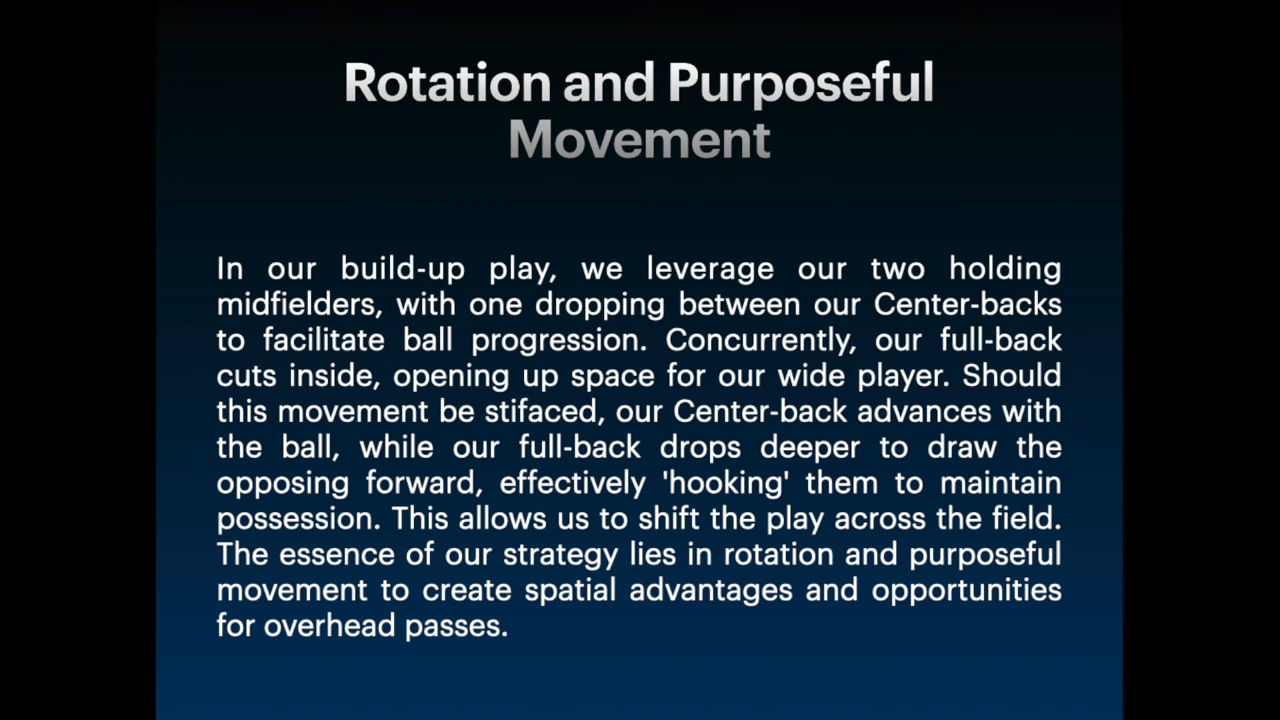 Rotation and Purposeful
Movement
In our build-up play, we leverage our two holding
midfielders, with one dropping between our Center-backs
to facilitate ball progression. Concurrently, our full-back
cuts inside, opening up space for our wide player. Should
this movement be stifaced, our Center-back advances with
the ball, while our full-back drops deeper to draw the
opposing forward, effectively 'hooking' them to maintain
possession. This allows us to shift the play across the field.
The essence of our strategy lies in rotation and purposeful
movement to create spatial advantages and opportunities
for overhead passes.